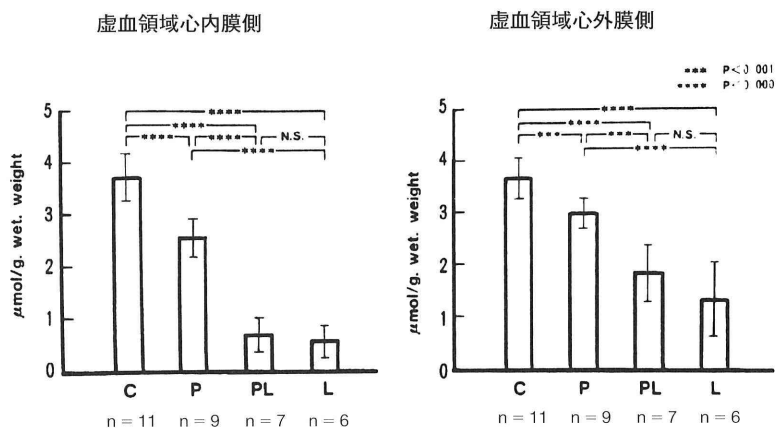 虚血領域心内膜側
5
4
3
2
1
0
μmol/g. wet. weight
****
****
**** **** N.S.
****
C P PL L
n = 11 n = 9 n = 7 n = 6
虚血領域心外膜側
*** P<0.001
****
5
4
3
2
1
0
μmol/g. wet. weight
****
****
*** *** N.S.
****
C P PL L
n = 11 n = 9 n = 7 n = 6